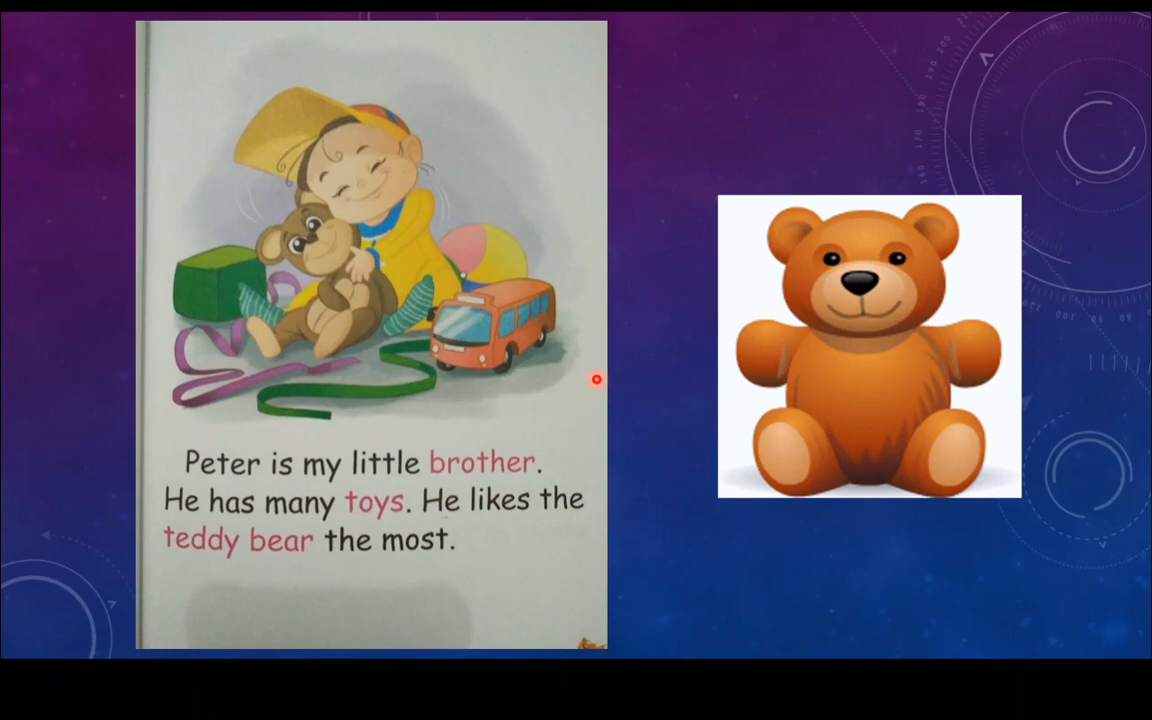 Peter is my little brother.
He has many toys. He likes the
teddy bear the most.